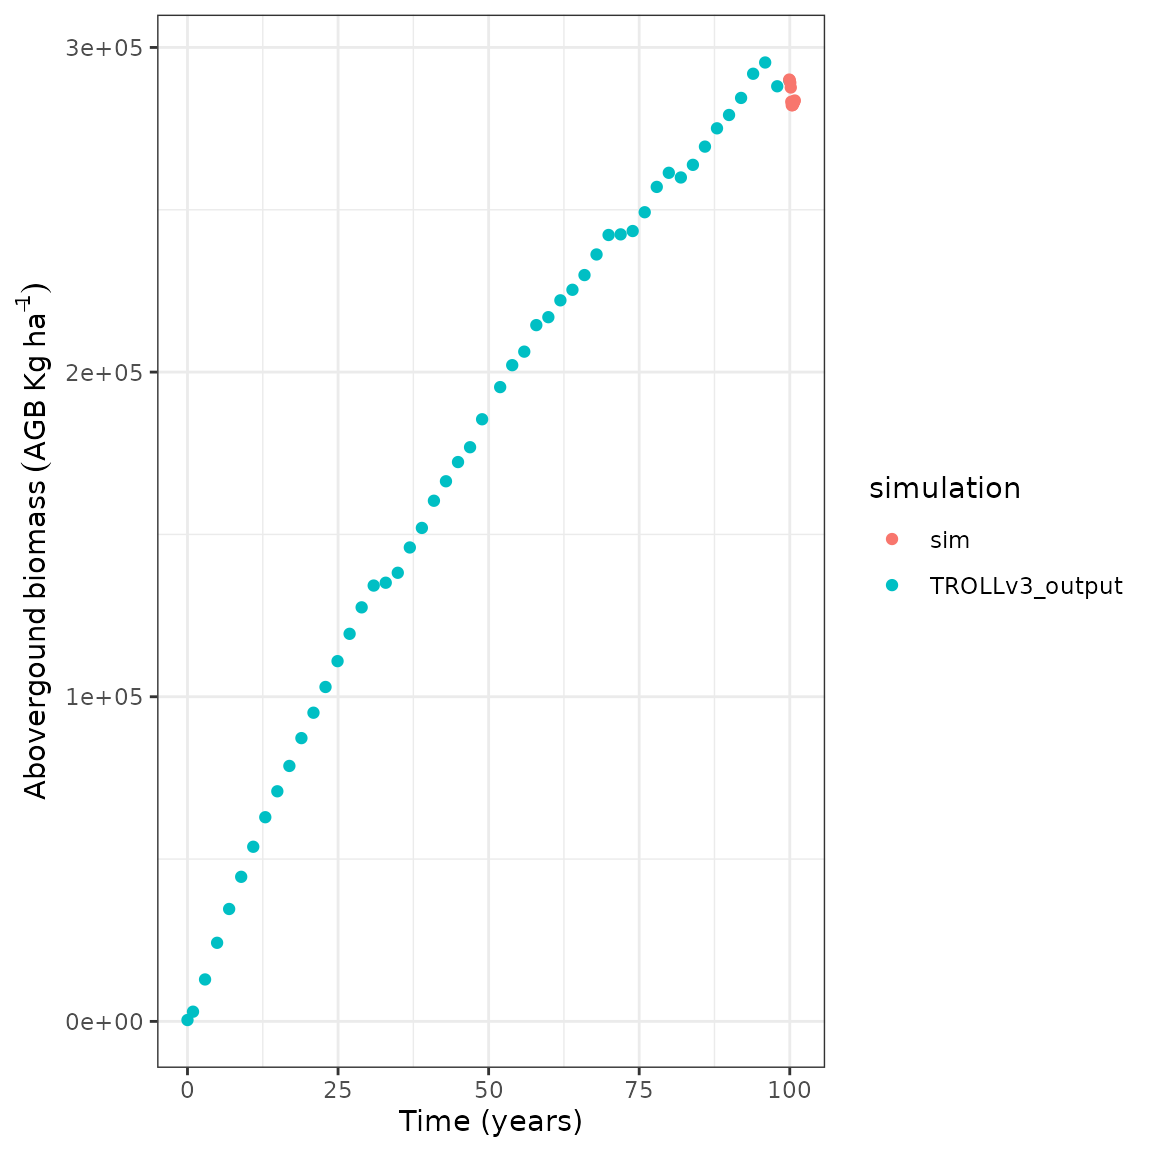 3e+05
2e+05
1e+05
0e+00
0 25 50 75 100
Time (years)
Abovergound biomass (AGB Kg ha⁻¹)
simulation
sim
TROLLv3_output